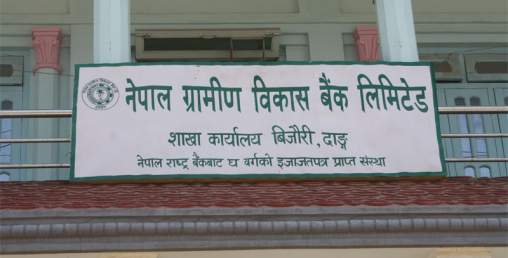 नेपाल ग्रामीण विकास बैंक लिमिटेड
शाखा कार्यालय बिजौरी, दाङ्ग
नेपाल राष्ट्र बैंकबाट घ वर्गको इजाजतपत्र प्राप्त संस्था